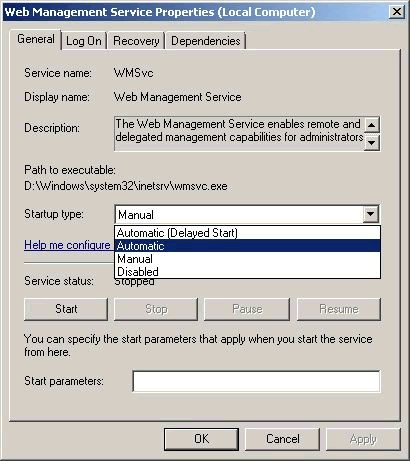 Web Management Service Properties (Local Computer)
General Log On Recovery Dependencies
Service name: WMSvc
Display name: Web Management Service
Description: The Web Management Service enables remote and
delegated management capabilities for administrators
Path to executable:
D:\Windows\system32\inetsrv\wmsvc.exe
Startup type: Manual
Automatic (Delayed Start)
Help me configure Automatic
Manual
Disabled
Service status: Stopped
Start Stop Pause Resume
You can specify the start parameters that apply when you start the service
from here.
Start parameters:
OK Cancel Apply